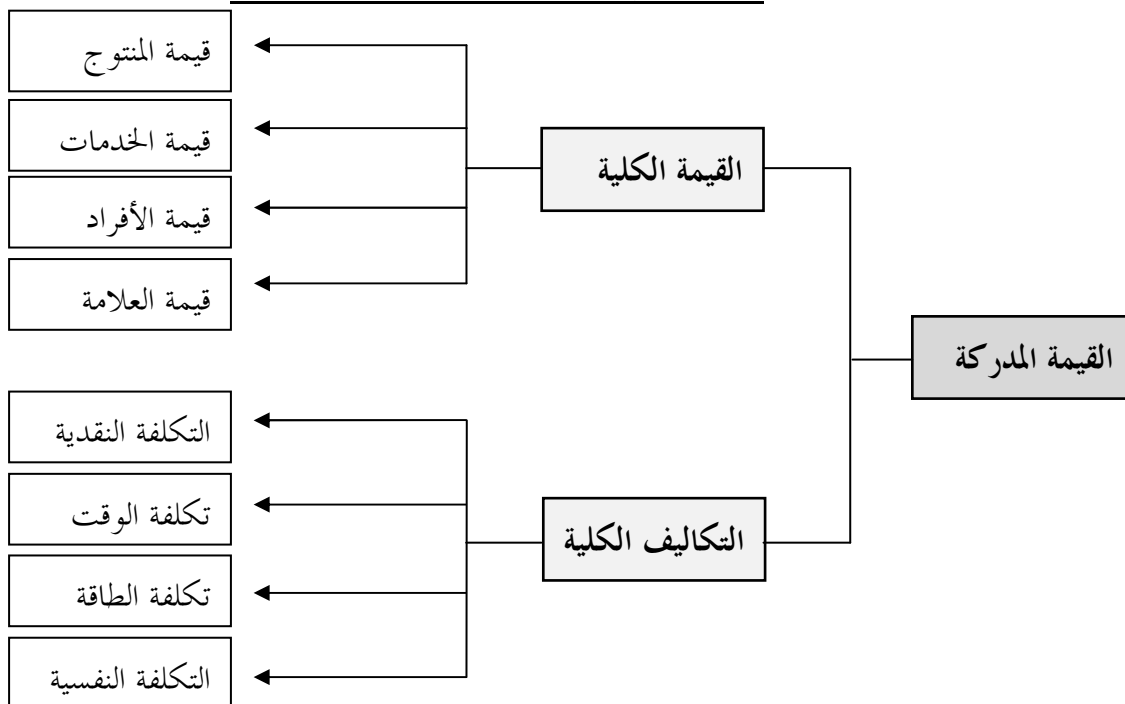 القيمة المدركة
القيمة الكلية
قيمة المنتوج
قيمة الخدمات
قيمة الأفراد
قيمة العلامة
التكاليف الكلية
التكلفة النقدية
تكلفة الوقت
تكلفة الطاقة
التكلفة النفسية